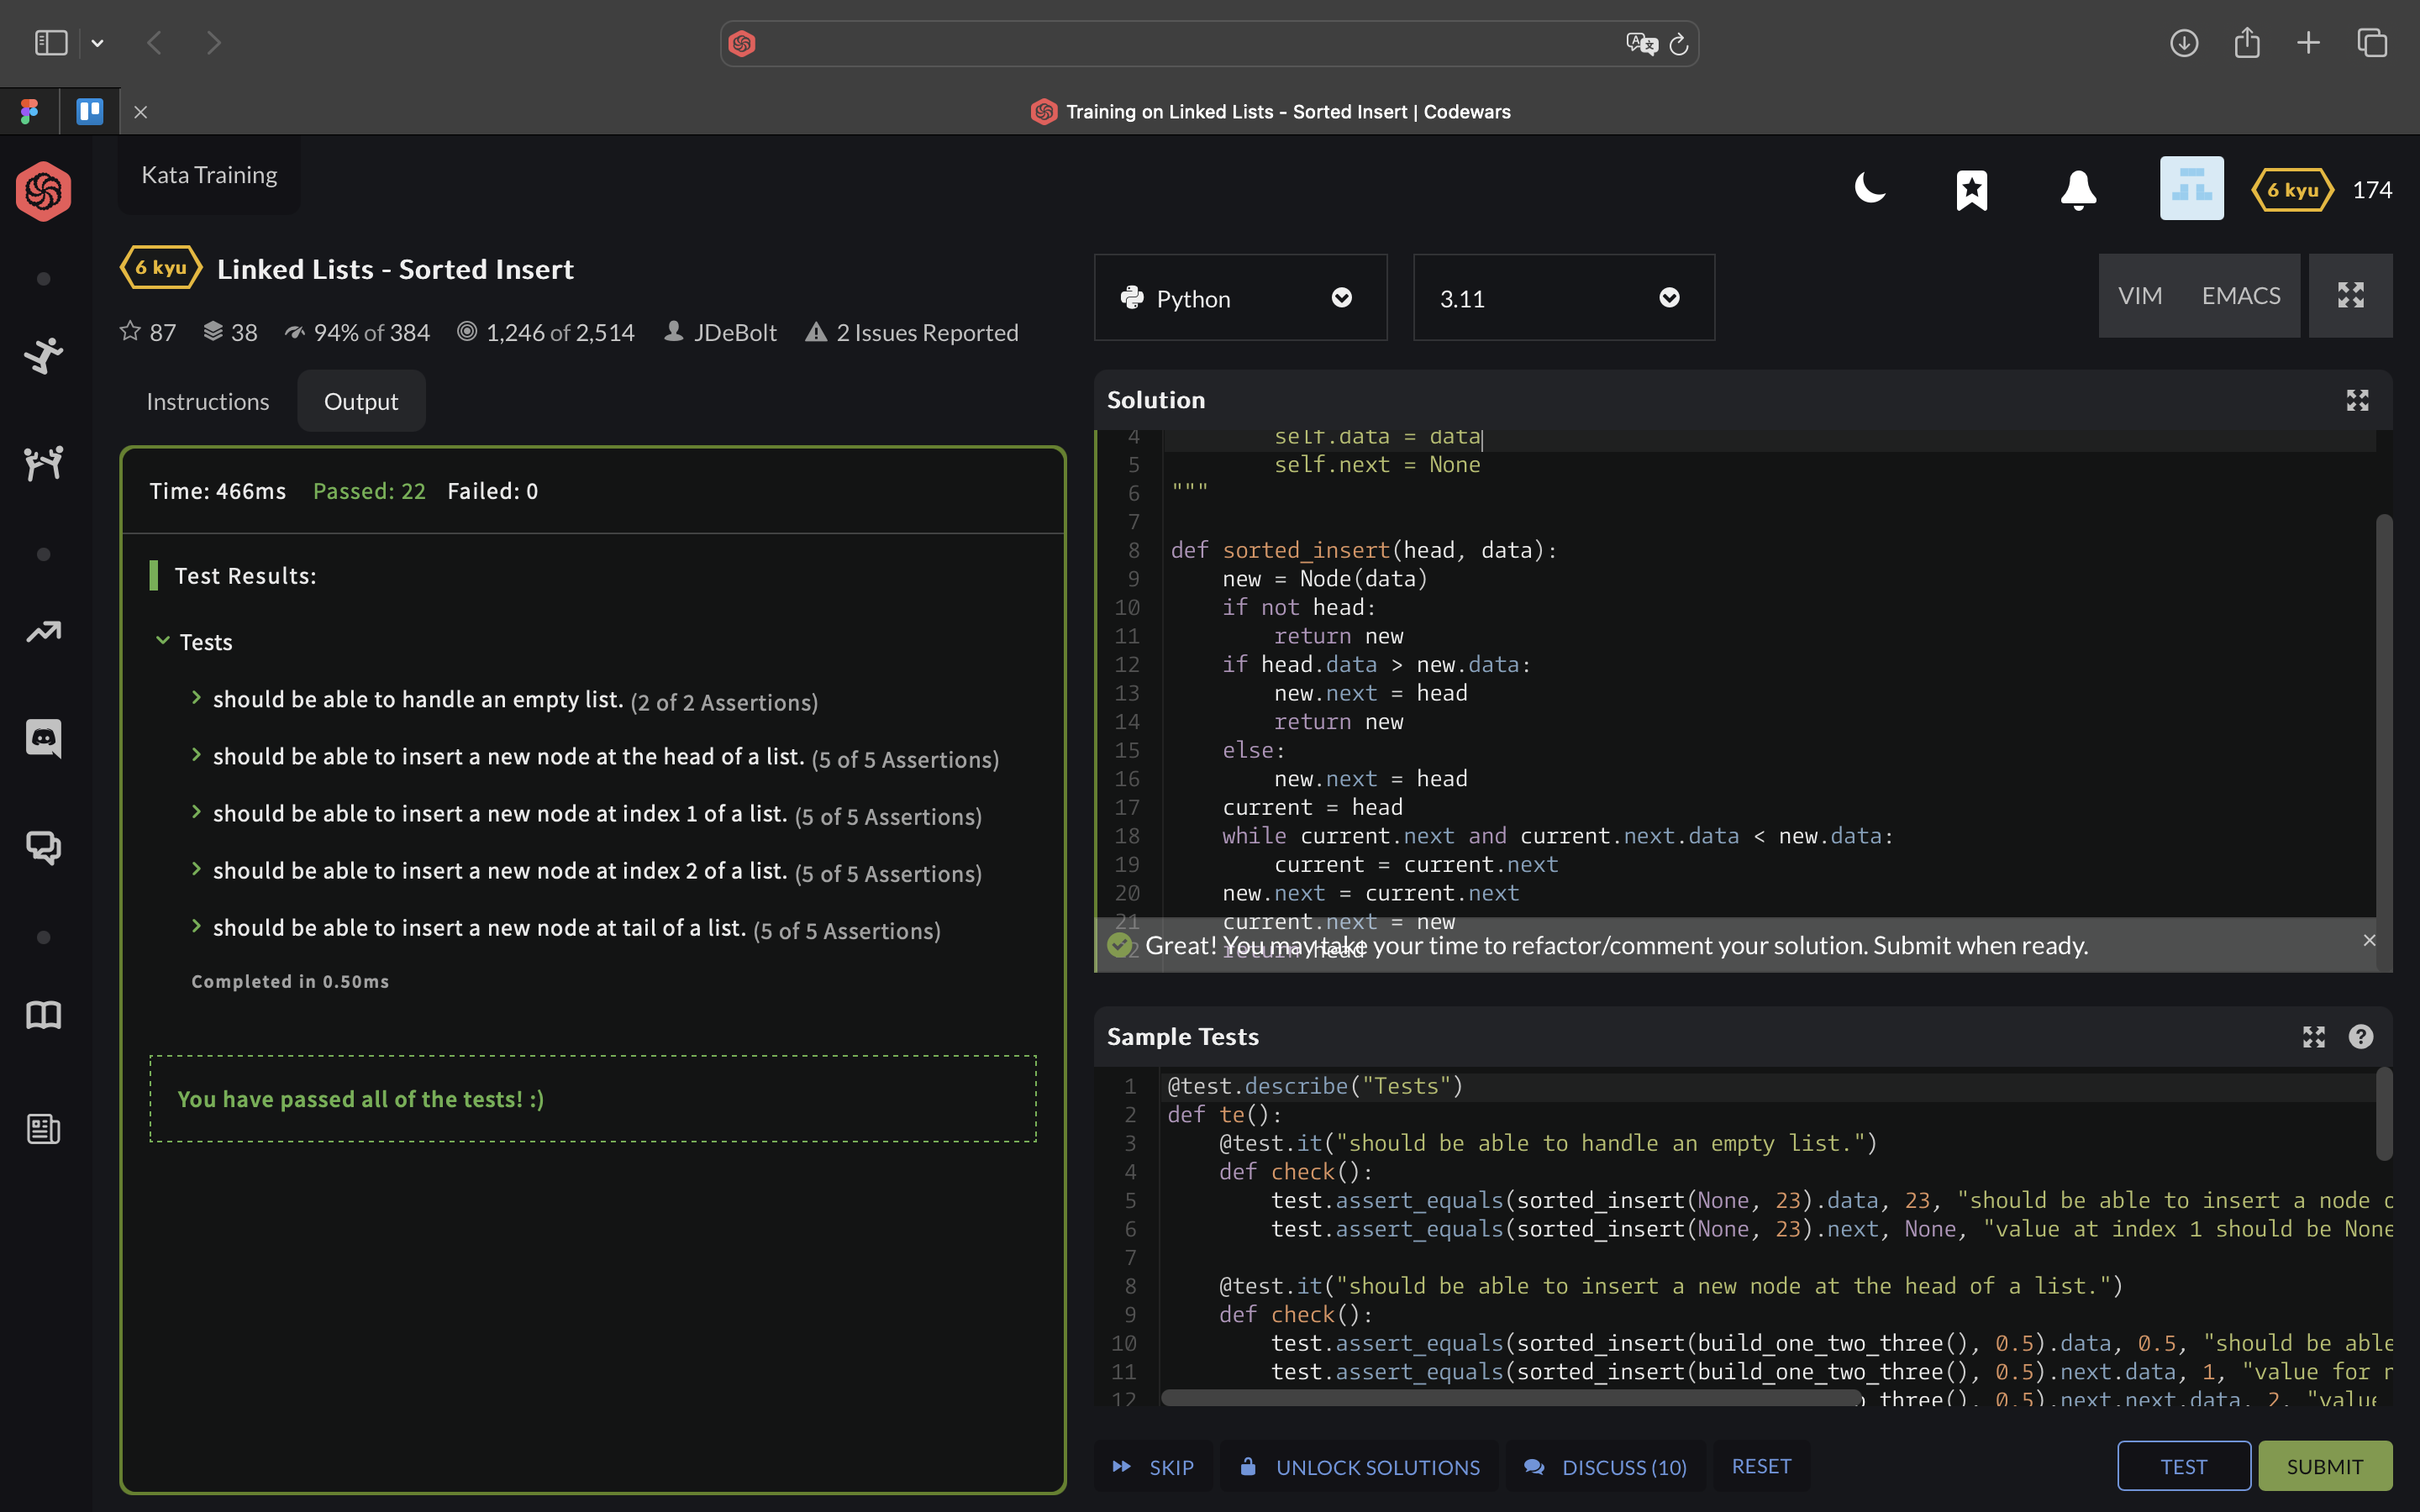 Training on Linked Lists - Sorted Insert | Codewars
Kata Training
6 kyu 174
6 kyu Linked Lists - Sorted Insert
87 38 94% of 384 1,246 of 2,514 JDeBolt 2 Issues Reported
Python
3.11
VIM EMACS
Instructions Output
Time: 466ms Passed: 22 Failed: 0
Test Results:
Tests
should be able to handle an empty list. (2 of 2 Assertions)
should be able to insert a new node at the head of a list. (5 of 5 Assertions)
should be able to insert a new node at index 1 of a list. (5 of 5 Assertions)
should be able to insert a new node at index 2 of a list. (5 of 5 Assertions)
should be able to insert a new node at tail of a list. (5 of 5 Assertions)
Completed in 0.50ms
You have passed all of the tests! :)
Solution
4 self.data = data
5 self.next = None
6 """
7
8 def sorted_insert(head, data):
9 new = Node(data)
10 if not head:
11 return new
12 if head.data > new.data:
13 new.next = head
14 return new
15 else:
16 new.next = head
17 current = head
18 while current.next and current.next.data < new.data:
19 current = current.next
20 new.next = current.next
21 current.next = new
22 return head
Great! You may take your time to refactor/comment your solution. Submit when ready.
Sample Tests
1 @test.describe("Tests")
2 def te():
3 @test.it("should be able to handle an empty list.")
4 def check():
5 test.assert_equals(sorted_insert(None, 23).data, 23, "should be able to insert a node
6 test.assert_equals(sorted_insert(None, 23).next, None, "value at index 1 should be None
7
8 @test.it("should be able to insert a new node at the head of a list.")
9 def check():
10 test.assert_equals(sorted_insert(build_one_two_three(), 0.5).data, 0.5, "should be able
11 test.assert_equals(sorted_insert(build_one_two_three(), 0.5).next.data, 1, "value for
12 three(), 0.5).next.next.data, 2, "value
SKIP UNLOCK SOLUTIONS DISCUSS (10) RESET
TEST SUBMIT